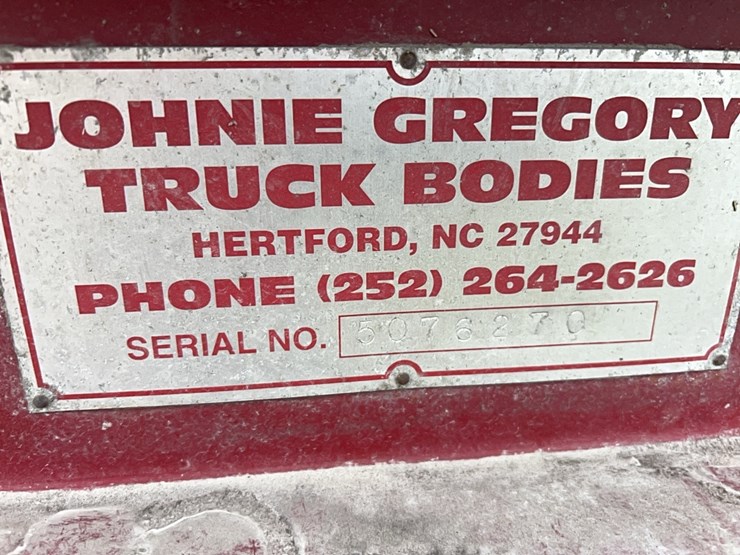 JOHNIE GREGORY
TRUCK BODIES
HERTFORD, NC 27944
PHONE (252) 264-2626
SERIAL NO. 5076270